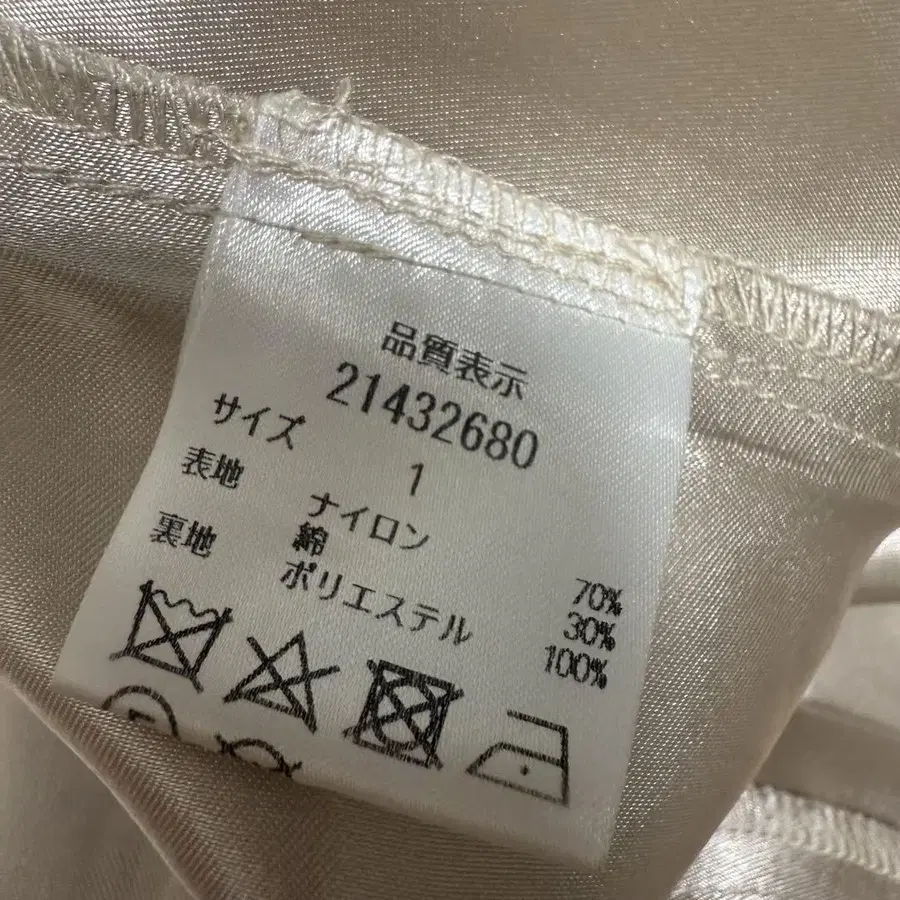 品質表示
21432680
サイズ 1
表地 ナイロン 70%
綿 30%
裏地 ポリエステル 100%